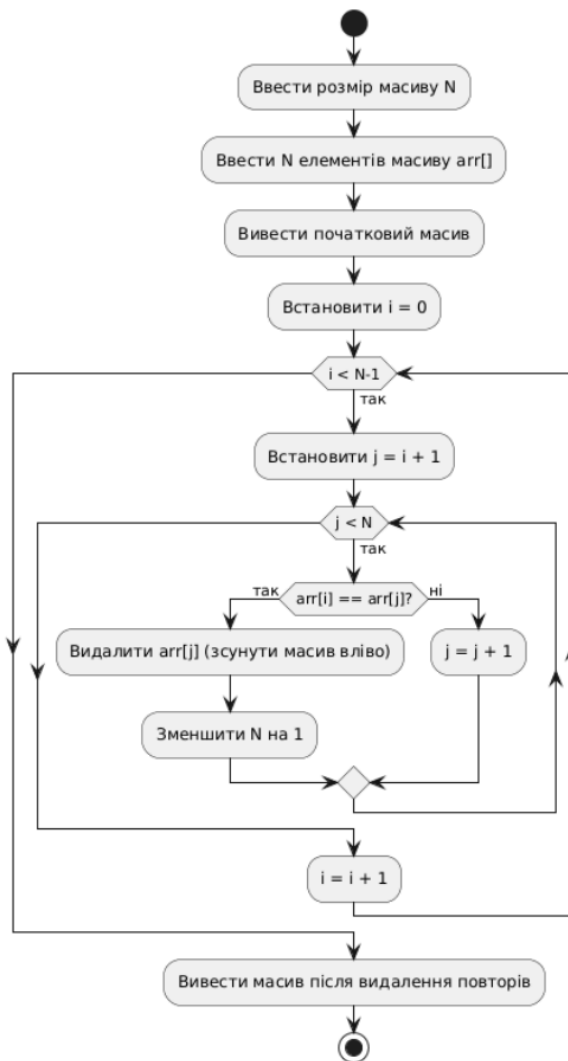 Ввести розмір масиву N
Ввести N елементів масиву arr[]
Вивести початковий масив
Встановити i = 0
i < N-1
так
Встановити j = i + 1
j < N
так
так
arr[i] == arr[j]?
ні
Видалити arr[j] (зсунути масив вліво)
j = j + 1
Зменшити N на 1
i = i + 1
Вивести масив після видалення повторів